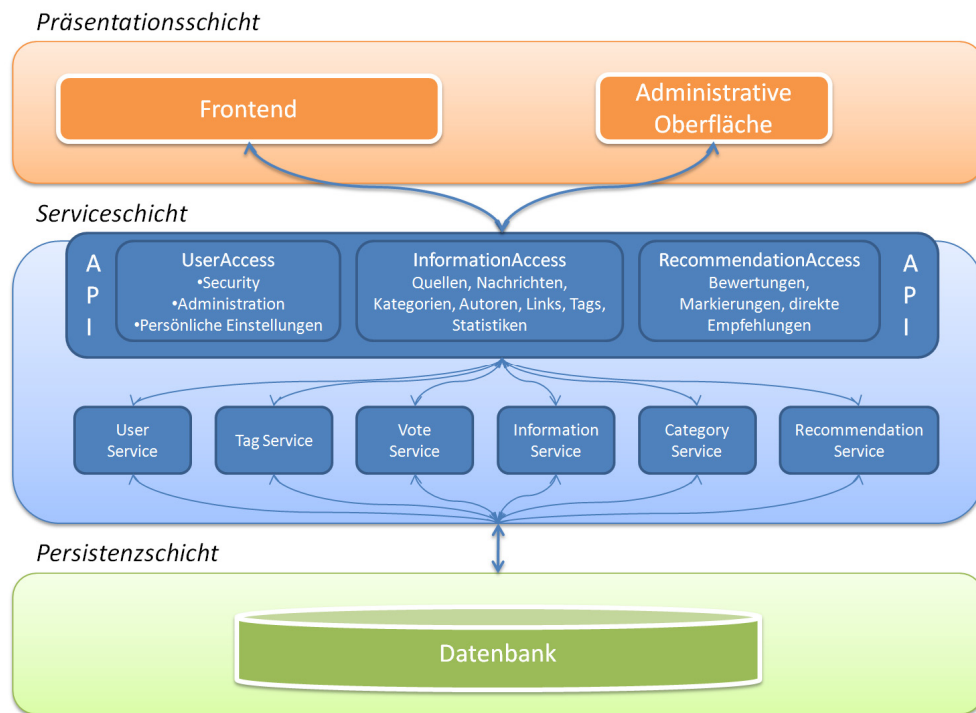 Präsentationsschicht
Frontend
Administrative
Oberfläche
Serviceschicht
A
P
I
UserAccess
•Security
•Administration
•Persönliche Einstellungen
InformationAccess
Quellen, Nachrichten,
Kategorien, Autoren, Links, Tags,
Statistiken
RecommendationAccess
Bewertungen,
Markierungen, direkte
Empfehlungen
A
P
I
User
Service
Tag Service
Vote
Service
Information
Service
Category
Service
Recommendation
Service
Persistenzschicht
Datenbank